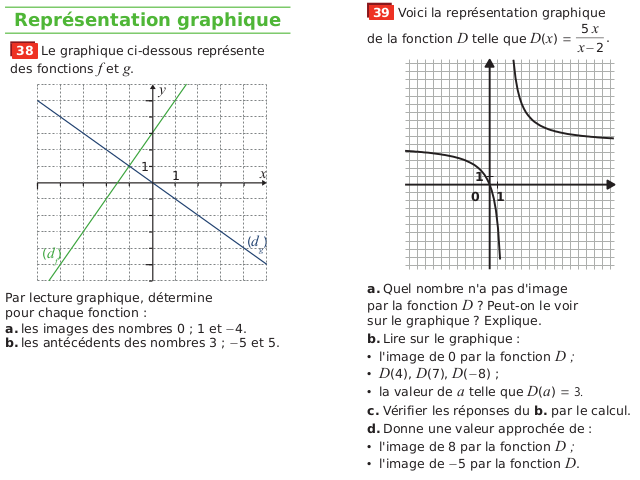 Représentation graphique
38 Le graphique ci-dessous représente
des fonctions f et g.
y
1
1
x
(d
(d_g)
Par lecture graphique, détermine
pour chaque fonction :
a. les images des nombres 0 ; 1 et −4.
b. les antécédents des nombres 3 ; −5 et 5.
39 Voici la représentation graphique
de la fonction D telle que D(x) = 5x/(x−2).
1
0 1
a. Quel nombre n'a pas d'image
par la fonction D ? Peut-on le voir
sur le graphique ? Explique.
b. Lire sur le graphique :
• l'image de 0 par la fonction D ;
• D(4), D(7), D(−8) ;
• la valeur de a telle que D(a) = 3.
c. Vérifier les réponses du b. par le calcul.
d. Donne une valeur approchée de :
• l'image de 8 par la fonction D ;
• l'image de −5 par la fonction D.